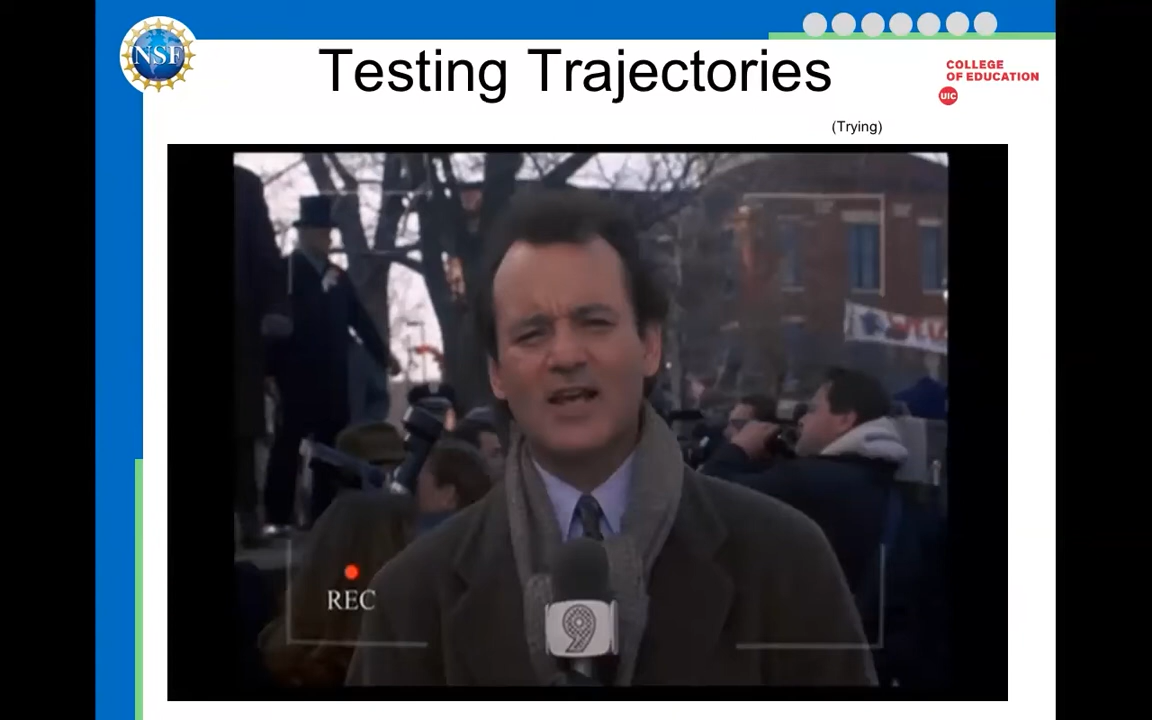 NSF
Testing Trajectories
COLLEGE
OF EDUCATION
UIC
(Trying)
REC
9